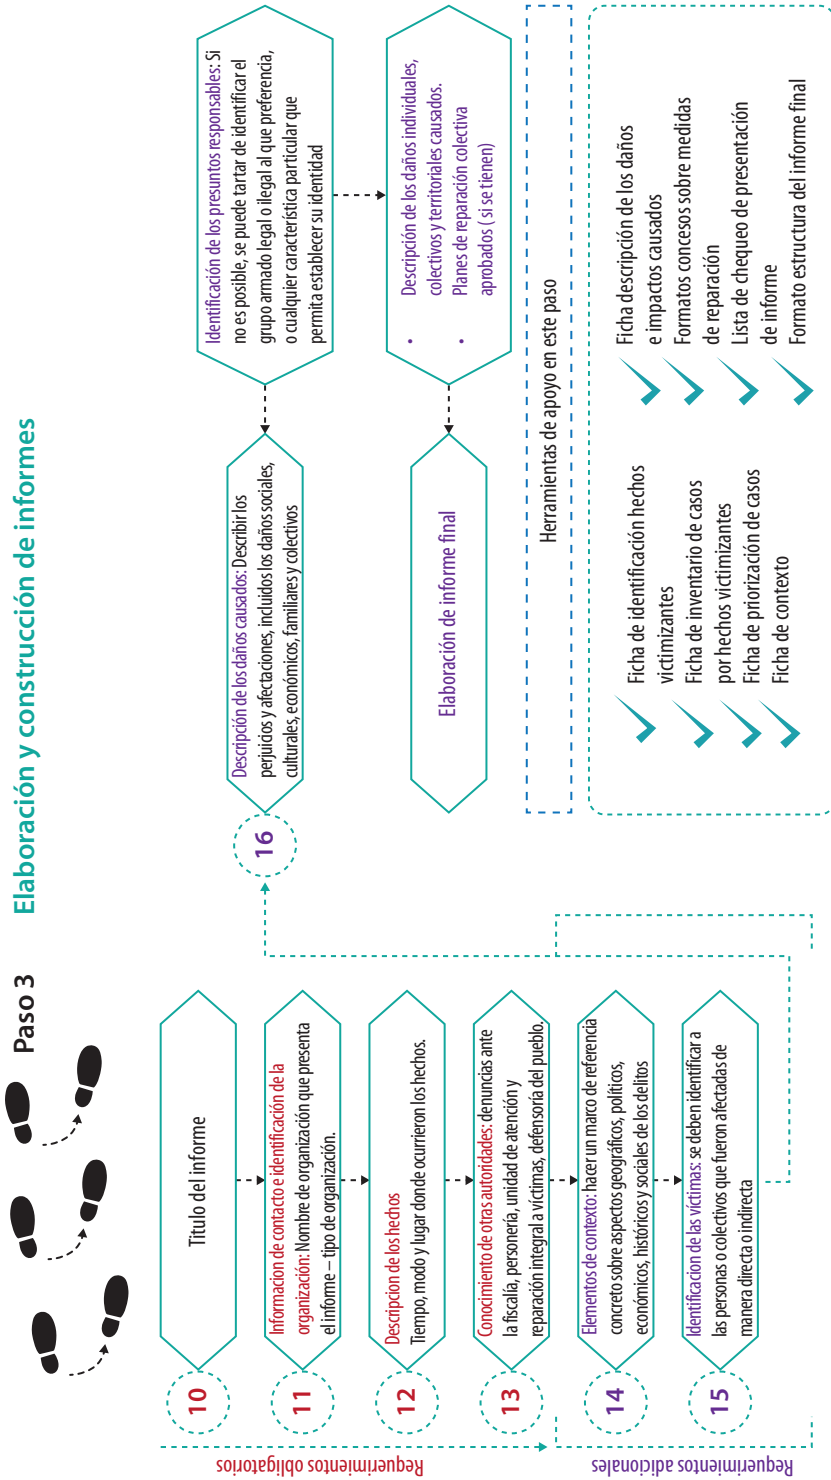 Paso 3
Elaboración y construcción de informes
Requerimientos obligatorios
10
Título del informe
11
Informacion de contacto e identificación de la
organización: Nombre de organización que presenta
el informe – tipo de organización.
12
Descripcion de los hechos
Tiempo, modo y lugar donde ocurrieron los hechos.
13
Conocimiento de otras autoridades: denuncias ante
la fiscalía, personería, unidad de atención y
reparación integral a víctimas, defensoría del pueblo.
Requerimientos adicionales
14
Elementos de contexto: hacer un marco de referencia
concreto sobre aspectos geográficos, políticos,
económicos, históricos y sociales de los delitos
15
Identificacion de las víctimas: se deben identificar a
las personas o colectivos que fueron afectadas de
manera directa o indirecta
16
Descripción de los daños causados: Describir los
perjuicios y afectaciones, incluidos los daños sociales,
culturales, económicos, familiares y colectivos
Identificación de los presuntos responsables: Si
no es posible, se puede tartar de identificar el
grupo armado legal o ilegal al que preferencia,
o cualquier característica particular que
permita establecer su identidad
• Descripción de los daños individuales,
colectivos y territoriales causados.
• Planes de reparación colectiva
aprobados ( si se tienen)
Elaboración de informe final
Herramientas de apoyo en este paso
Ficha de identificación hechos
victimizantes
Ficha de inventario de casos
por hechos victimizantes
Ficha de priorización de casos
Ficha de contexto
Ficha descripción de los daños
e impactos causados
Formatos concesos sobre medidas
de reparación
Lista de chequeo de presentación
de informe
Formato estructura del informe final